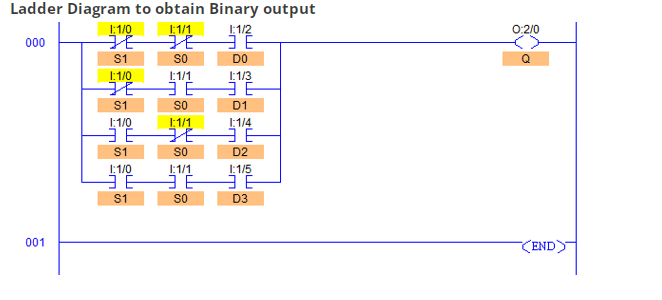 Ladder Diagram to obtain Binary output
I:1/0 I:1/1 I:1/2 O:2/0
000
S1 S0 D0 Q
I:1/0 I:1/1 I:1/3
S1 S0 D1
I:1/0 I:1/1 I:1/4
S1 S0 D2
I:1/0 I:1/1 I:1/5
S1 S0 D3
001 END